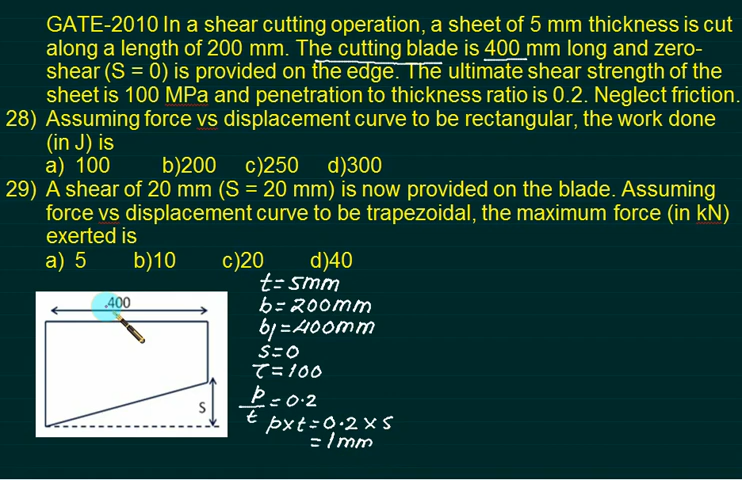 GATE-2010 In a shear cutting operation, a sheet of 5 mm thickness is cut
along a length of 200 mm. The cutting blade is 400 mm long and zero-
shear (S = 0) is provided on the edge. The ultimate shear strength of the
sheet is 100 MPa and penetration to thickness ratio is 0.2. Neglect friction.
28) Assuming force vs displacement curve to be rectangular, the work done
(in J) is
a) 100 b)200 c)250 d)300
29) A shear of 20 mm (S = 20 mm) is now provided on the blade. Assuming
force vs displacement curve to be trapezoidal, the maximum force (in kN)
exerted is
a) 5 b)10 c)20 d)40
400
S
t=5mm
b=200mm
b1=400mm
s=0
τ=100
p/t=0.2
pxt=0.2x5
=1mm